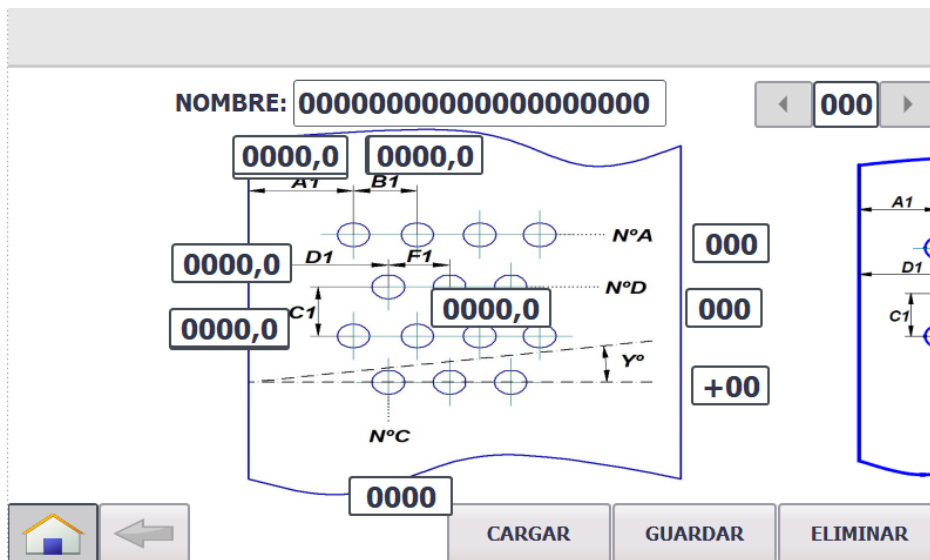 NOMBRE: 00000000000000000000 000
0000,0 0000,0
A1 B1
A1
NºA 000
0000,0 D1 F1
D1
NºD 000
0000,0 C1 0000,0
C1
Yº +00
NºC
0000
CARGAR GUARDAR ELIMINAR